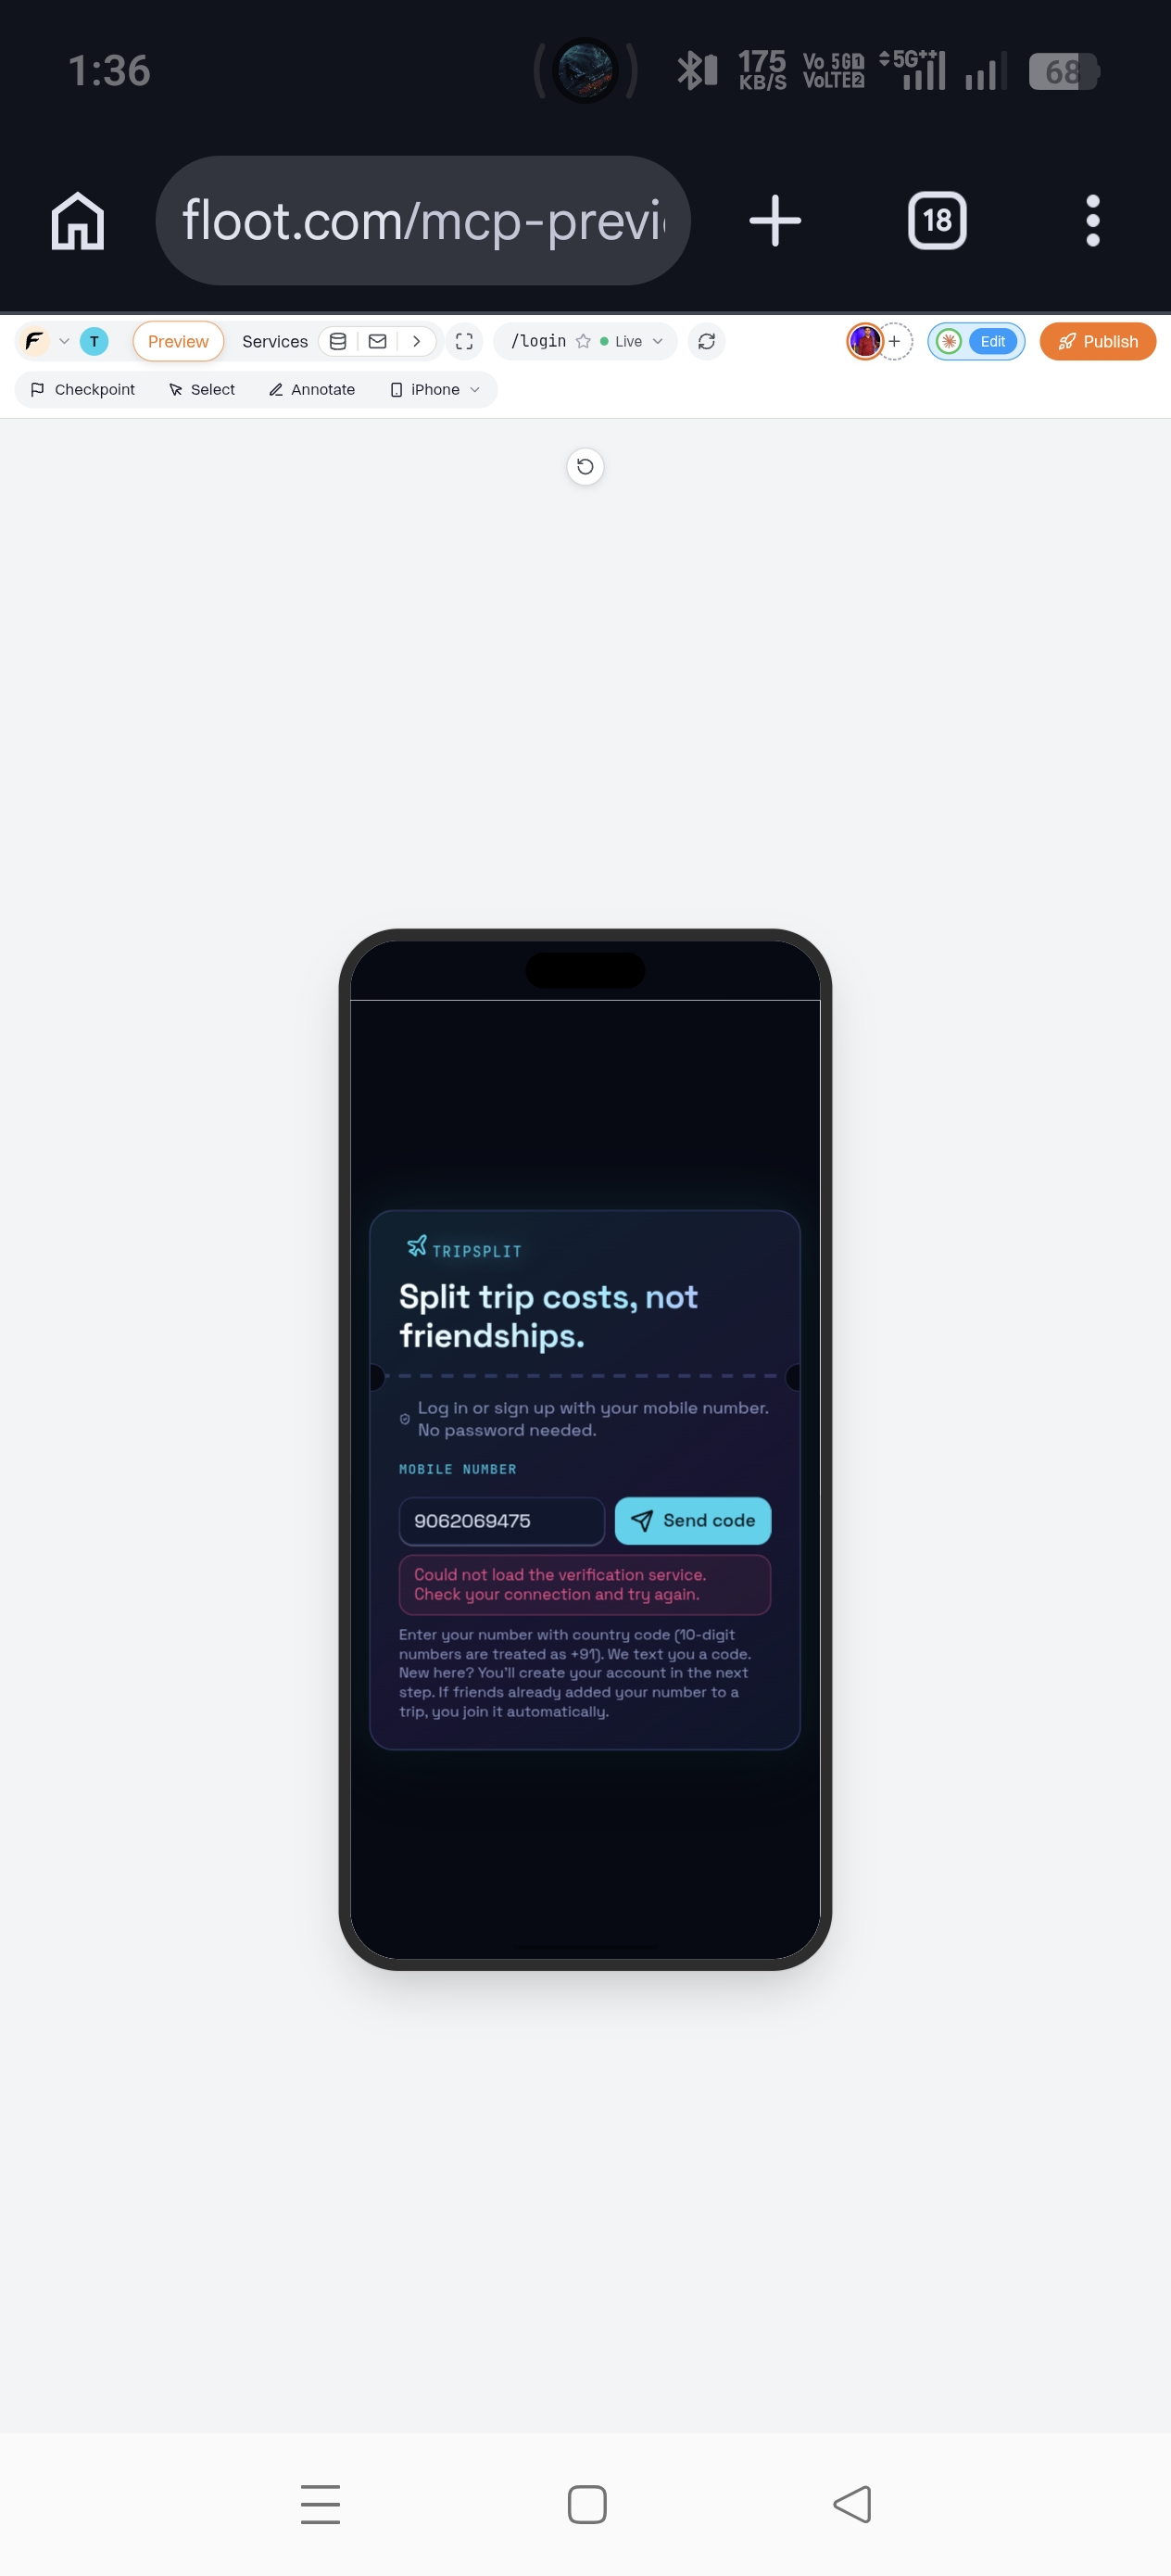 1:36
175
KB/S
Vo 5G 1
VoLTE 2
5G++
68
floot.com/mcp-previ
18
T
Preview
Services
/login
Live
Edit
Publish
Checkpoint
Select
Annotate
iPhone
TRIPSPLIT
Split trip costs, not
friendships.
Log in or sign up with your mobile number.
No password needed.
MOBILE NUMBER
9062069475
Send code
Could not load the verification service.
Check your connection and try again.
Enter your number with country code (10-digit
numbers are treated as +91). We text you a code.
New here? You'll create your account in the next
step. If friends already added your number to a
trip, you join it automatically.